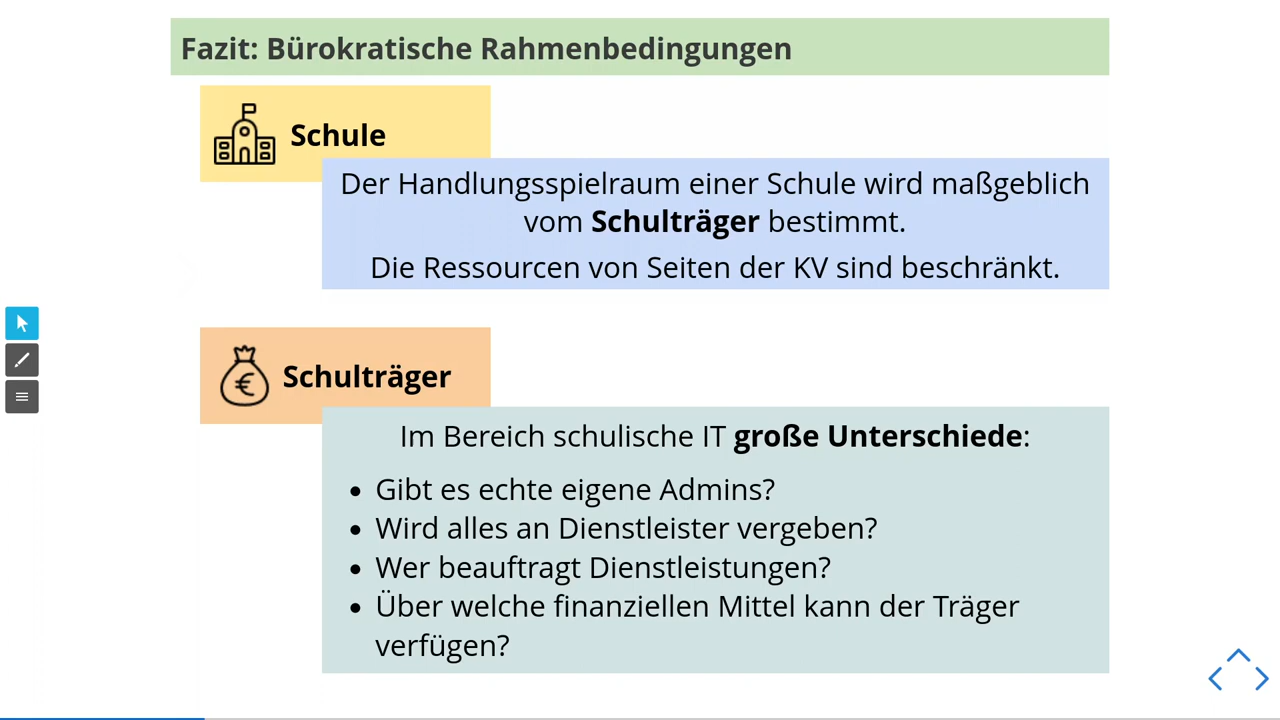 Fazit: Bürokratische Rahmenbedingungen
Schule
Der Handlungsspielraum einer Schule wird maßgeblich
vom Schulträger bestimmt.
Die Ressourcen von Seiten der KV sind beschränkt.
€ Schulträger
Im Bereich schulische IT große Unterschiede:
• Gibt es echte eigene Admins?
• Wird alles an Dienstleister vergeben?
• Wer beauftragt Dienstleistungen?
• Über welche finanziellen Mittel kann der Träger
verfügen?